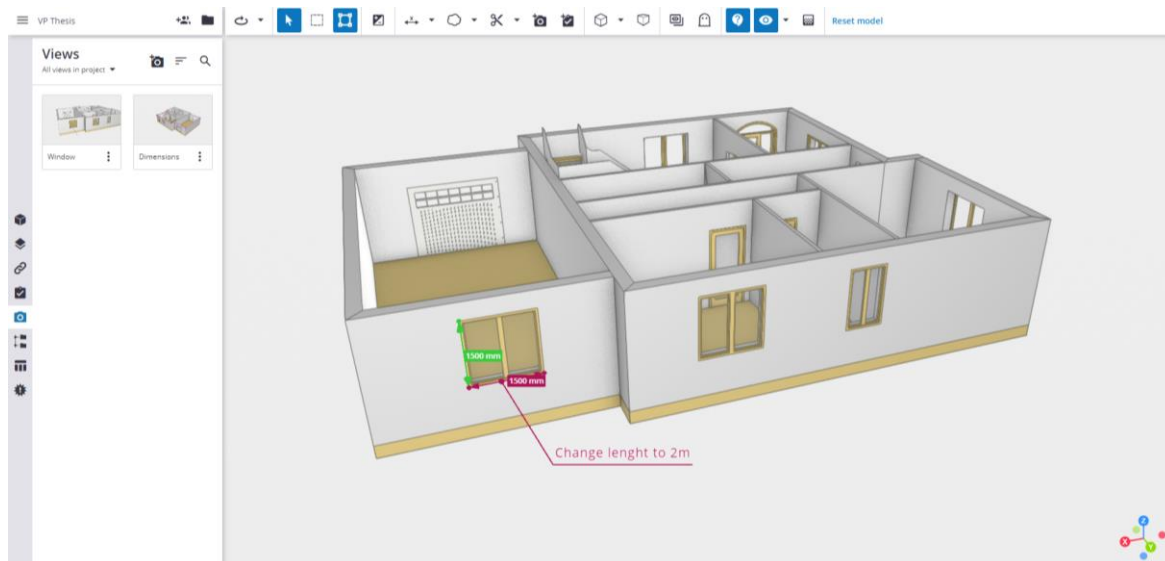 VP Thesis
Reset model
Views
All views in project
Window
Dimensions
1500 mm
1500 mm
Change lenght to 2m
Z
X
Y